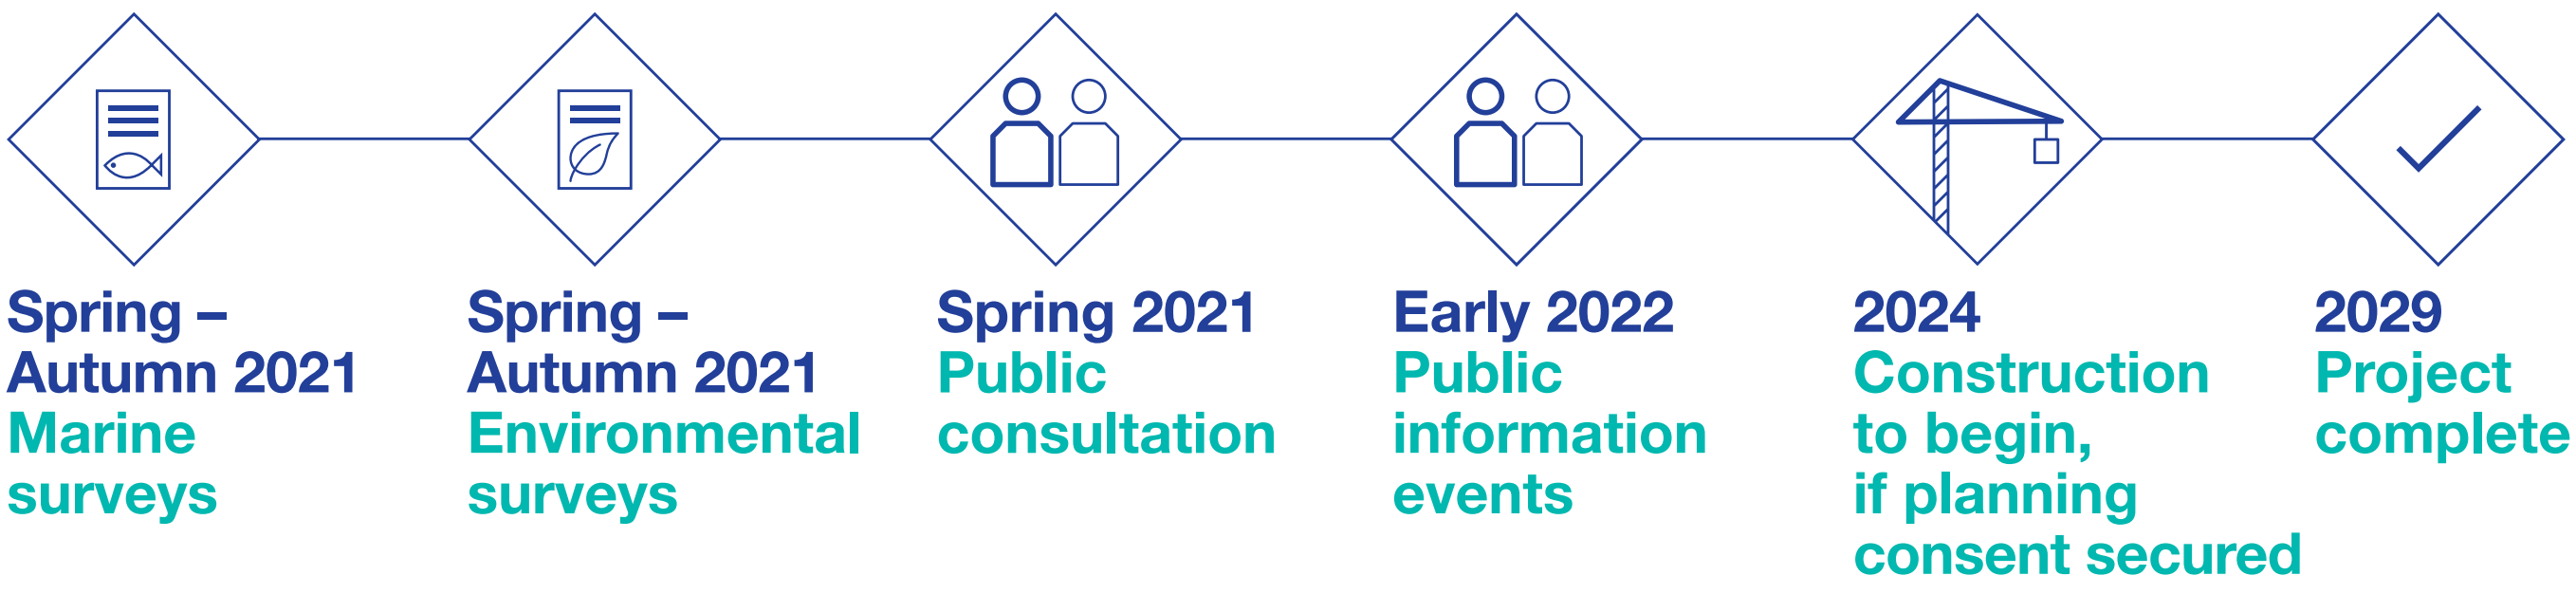 Spring –
Autumn 2021
Marine
surveys
Spring –
Autumn 2021
Environmental
surveys
Spring 2021
Public
consultation
Early 2022
Public
information
events
2024
Construction
to begin,
if planning
consent secured
2029
Project
complete